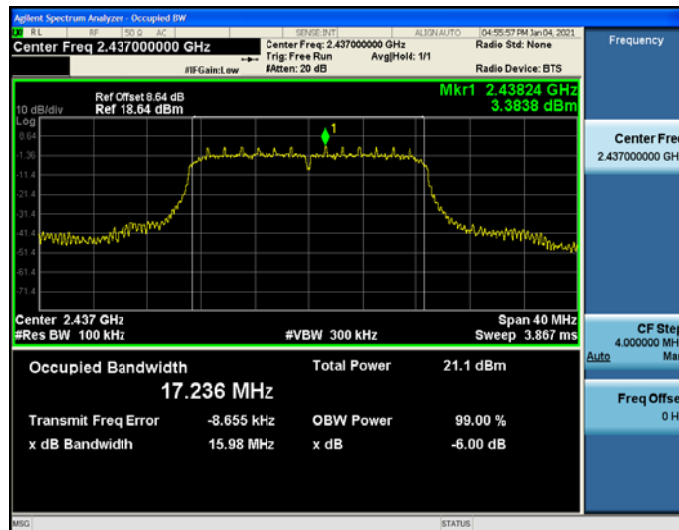 Agilent Spectrum Analyzer - Occupied BW
RL RF 50 Ω AC SENSE:INT ALIGN AUTO 04:55:57 PM Jan 04, 2021
Center Freq 2.437000000 GHz
Center Freq: 2.437000000 GHz
Radio Std: None
Trig: Free Run Avg|Hold: 1/1
#IFGain:Low #Atten: 20 dB Radio Device: BTS
Frequency
Mkr1 2.43824 GHz
3.3838 dBm
Ref Offset 8.64 dB
10 dB/div Ref 18.64 dBm
Log
8.64
-1.36
-11.4
-21.4
-31.4
-41.4
-51.4
-61.4
-71.4
1
Center 2.437 GHz Span 40 MHz
#Res BW 100 kHz #VBW 300 kHz Sweep 3.867 ms
Occupied Bandwidth Total Power 21.1 dBm
17.236 MHz
Transmit Freq Error -8.655 kHz OBW Power 99.00 %
x dB Bandwidth 15.98 MHz x dB -6.00 dB
Center Fre
2.437000000 GH
CF Ste
4.000000 MH
Auto Ma
Freq Offse
0 H
MSG STATUS